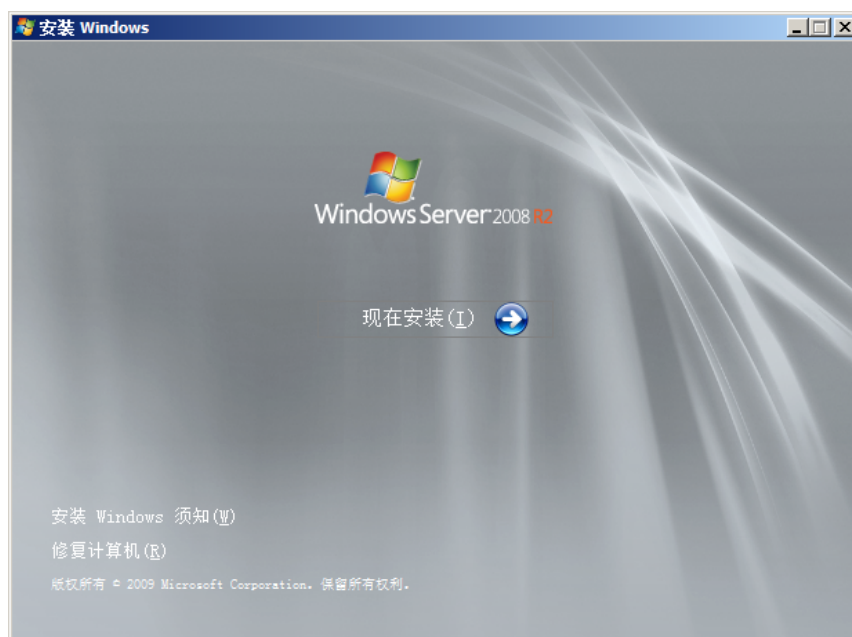 安装 Windows
Windows Server 2008 R2
现在安装(I)
安装 Windows 须知(W)
修复计算机(R)
版权所有 © 2009 Microsoft Corporation. 保留所有权利。